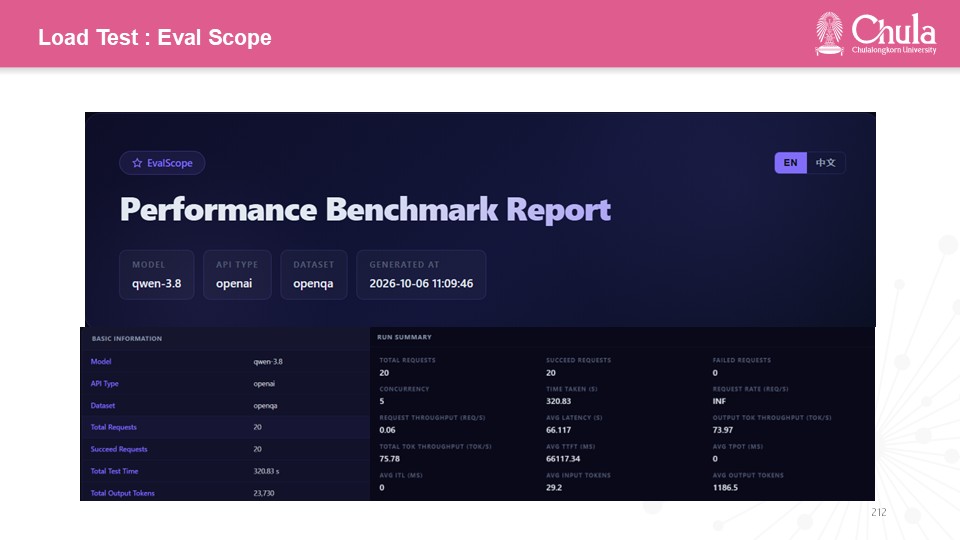 Load Test : Eval Scope
Chula
Chulalongkorn University
EvalScope
EN 中文
Performance Benchmark Report
MODEL
qwen-3.8
API TYPE
openai
DATASET
openqa
GENERATED AT
2026-10-06 11:09:46
BASIC INFORMATION
Model qwen-3.8
API Type openai
Dataset openqa
Total Requests 20
Succeed Requests 20
Total Test Time 320.83 s
Total Output Tokens 23,730
RUN SUMMARY
TOTAL REQUESTS SUCCEED REQUESTS FAILED REQUESTS
20 20 0
CONCURRENCY TIME TAKEN (S) REQUEST RATE (REQ/S)
5 320.83 INF
REQUEST THROUGHPUT (REQ/S) AVG LATENCY (S) OUTPUT TOK THROUGHPUT (TOK/S)
0.06 66.117 73.97
TOTAL TOK THROUGHPUT (TOK/S) AVG TTFT (MS) AVG TPOT (MS)
75.78 66117.34 0
AVG ITL (MS) AVG INPUT TOKENS AVG OUTPUT TOKENS
0 29.2 1186.5
212